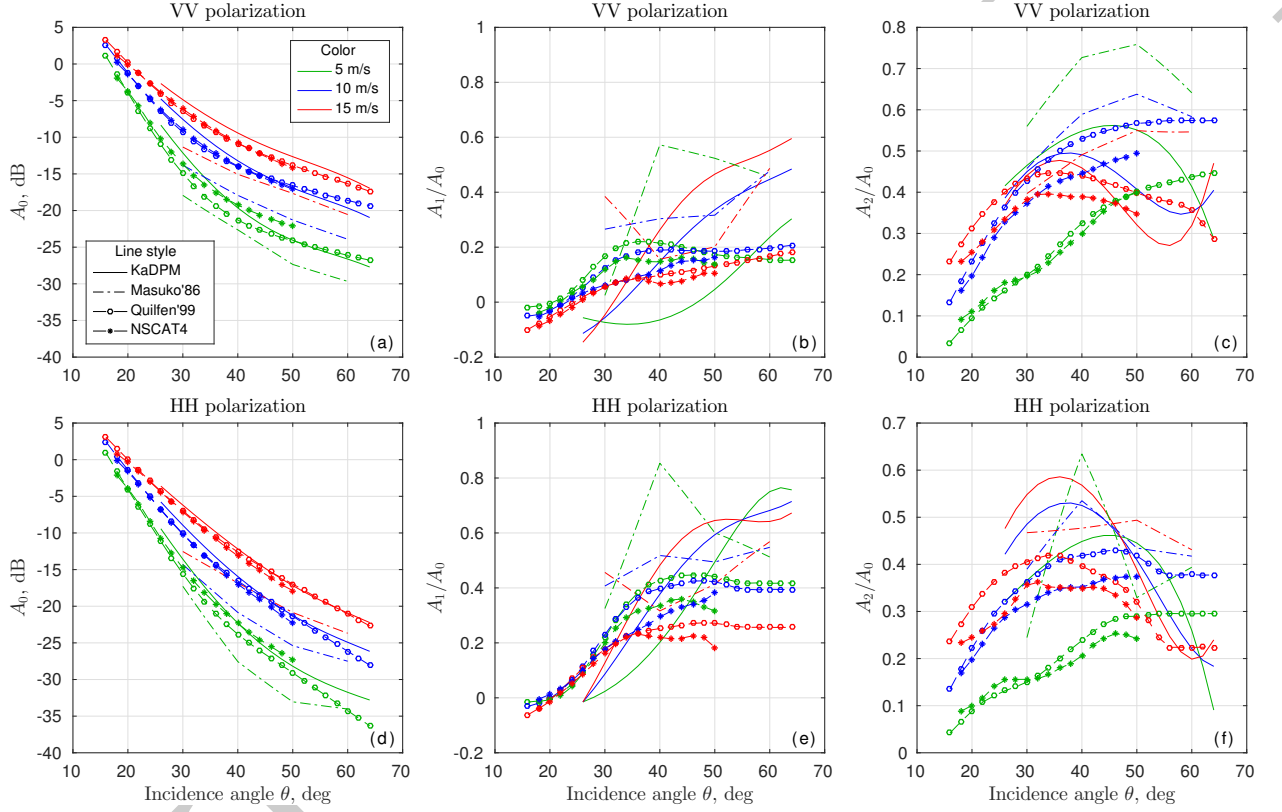 VV polarization
VV polarization
VV polarization
5
0
-5
-10
-15
-20
-25
-30
-35
-40
A0, dB
10 20 30 40 50 60 70
Color
5 m/s
10 m/s
15 m/s
Line style
KaDPM
Masuko'86
Quilfen'99
NSCAT4
(a)
1
0.8
0.6
0.4
0.2
0
-0.2
A1/A0
10 20 30 40 50 60 70
(b)
0.8
0.7
0.6
0.5
0.4
0.3
0.2
0.1
0
A2/A0
10 20 30 40 50 60 70
(c)
HH polarization
HH polarization
HH polarization
5
0
-5
-10
-15
-20
-25
-30
-35
-40
A0, dB
10 20 30 40 50 60 70
Incidence angle θ, deg
(d)
1
0.8
0.6
0.4
0.2
0
-0.2
A1/A0
10 20 30 40 50 60 70
Incidence angle θ, deg
(e)
0.7
0.6
0.5
0.4
0.3
0.2
0.1
0
A2/A0
10 20 30 40 50 60 70
Incidence angle θ, deg
(f)